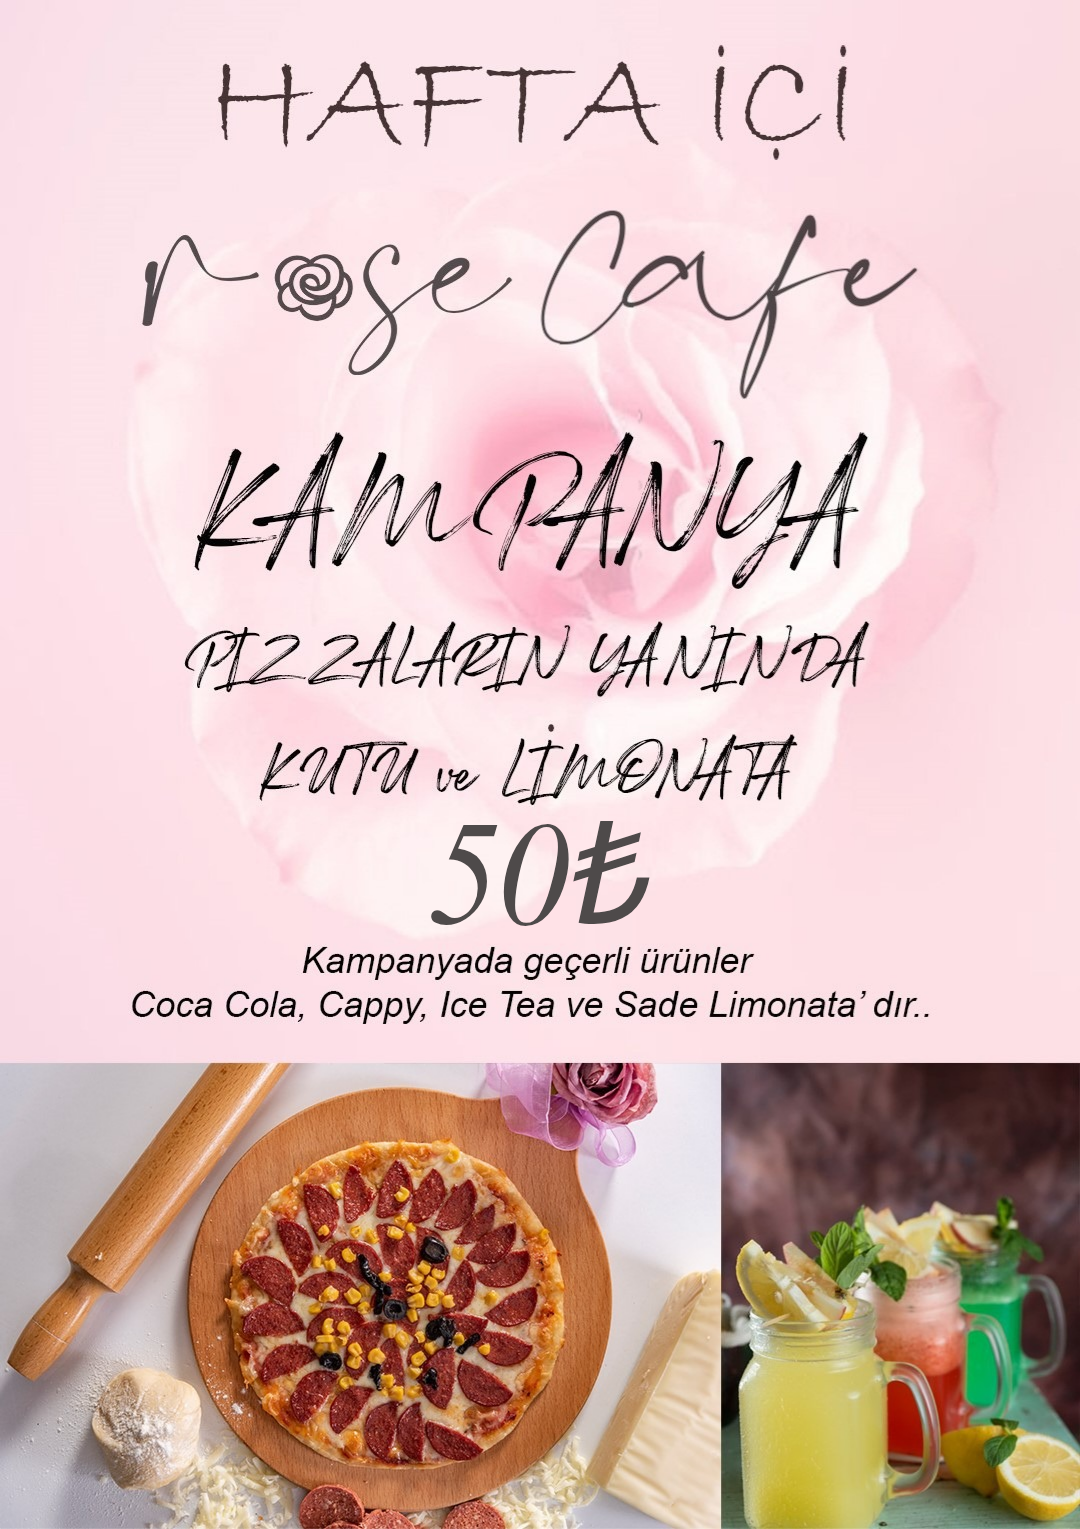 HAFTA İÇİ
rose Cafe
KAMPANYA
PIZZALARIN YANINDA
KUTU ve LİMONATA
50₺
Kampanyada geçerli ürünler
Coca Cola, Cappy, Ice Tea ve Sade Limonata’ dır..